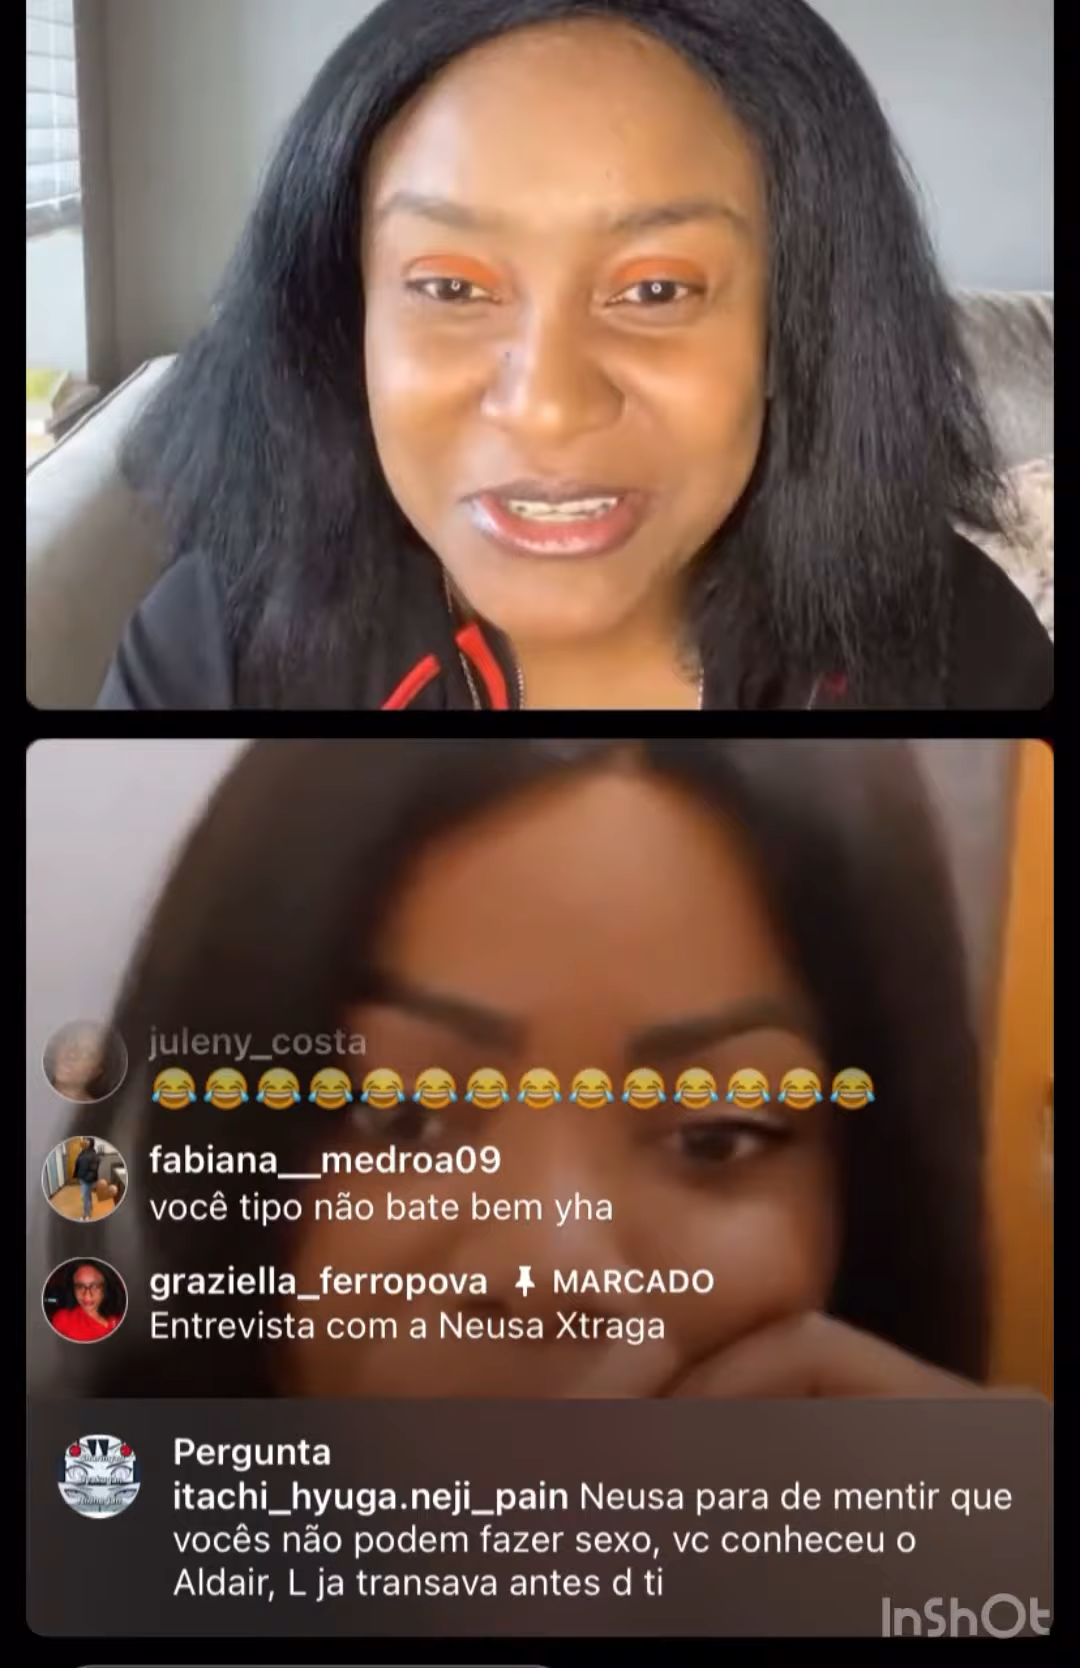 juleny_costa
😂😂😂😂😂😂😂😂😂😂😂😂😂😂
fabiana__medroa09
você tipo não bate bem yha
graziella_ferropova MARCADO
Entrevista com a Neusa Xtraga
Pergunta
itachi_hyuga.neji_pain Neusa para de mentir que
vocês não podem fazer sexo, vc conheceu o
Aldair, L ja transava antes d ti
InShOt